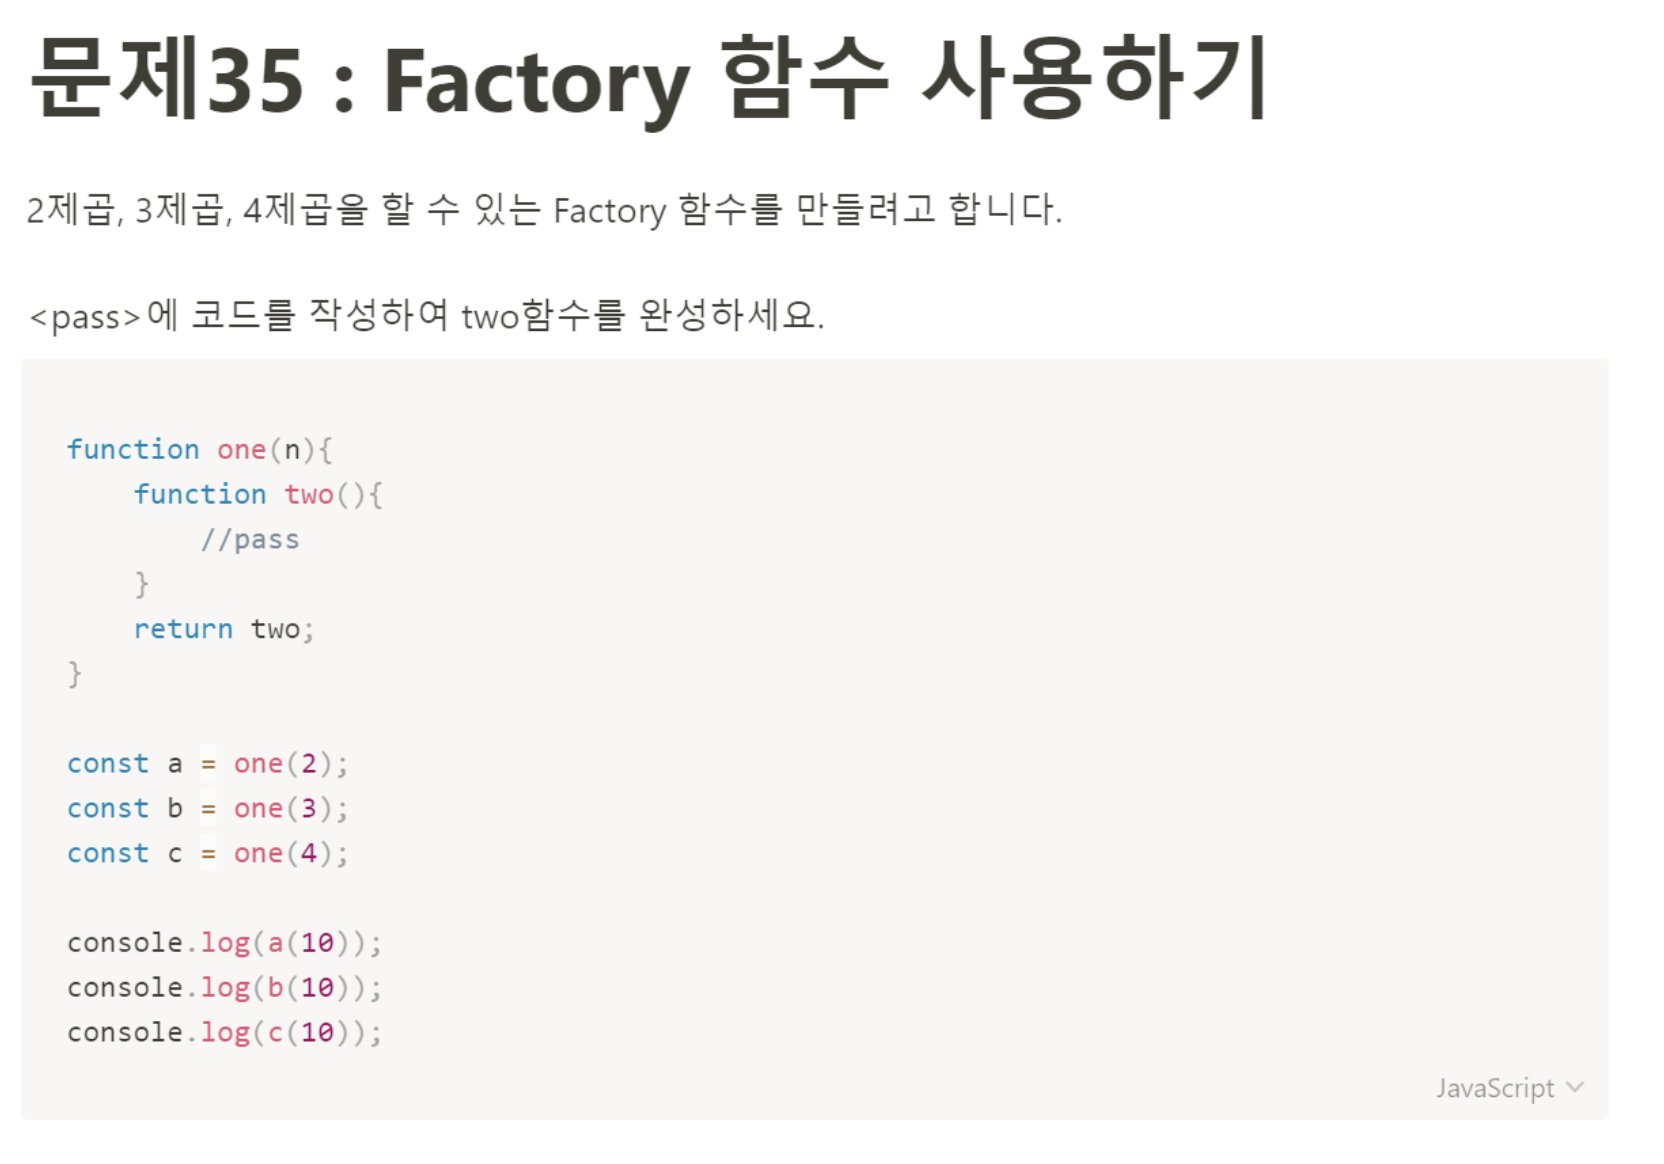 문제35 : Factory 함수 사용하기
2제곱, 3제곱, 4제곱을 할 수 있는 Factory 함수를 만들려고 합니다.
<pass>에 코드를 작성하여 two함수를 완성하세요.
function one(n){
    function two(){
        //pass
    }
    return two;
}
const a = one(2);
const b = one(3);
const c = one(4);
console.log(a(10));
console.log(b(10));
console.log(c(10));
JavaScript